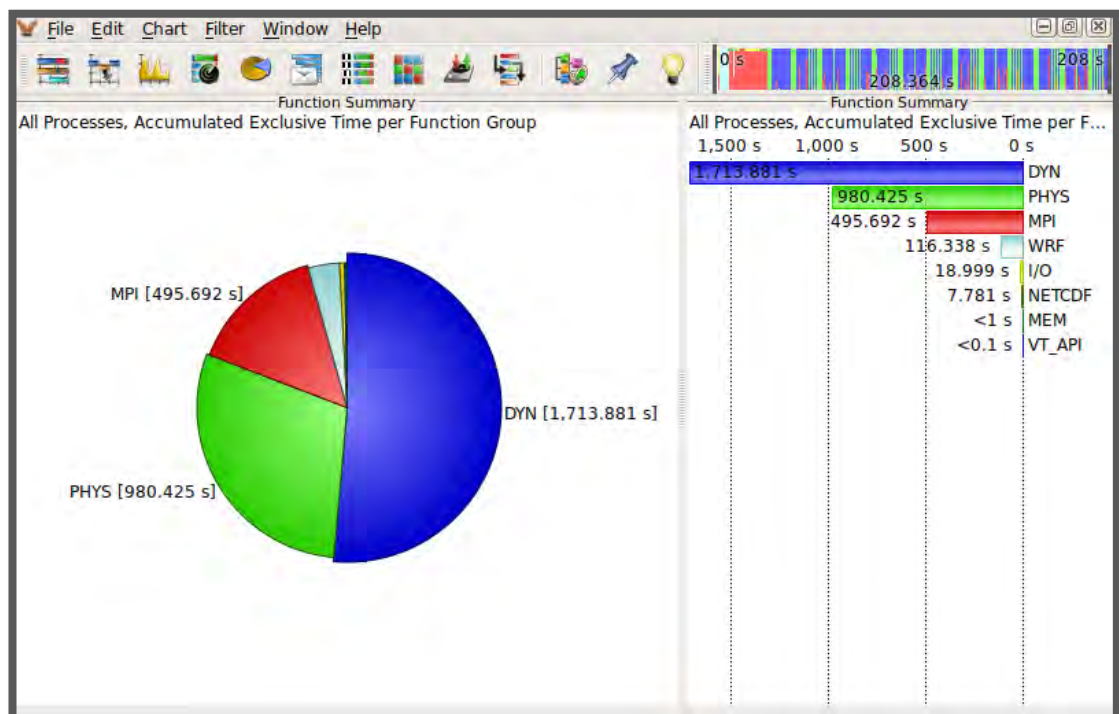 File Edit Chart Filter Window Help
0 s 208 s
208.364 s
Function Summary
All Processes, Accumulated Exclusive Time per Function Group
MPI [495.692 s]
DYN [1,713.881 s]
PHYS [980.425 s]
Function Summary
All Processes, Accumulated Exclusive Time per F...
1,500 s 1,000 s 500 s 0 s
1,713.881 s DYN
980.425 s PHYS
495.692 s MPI
116.338 s WRF
18.999 s I/O
7.781 s NETCDF
<1 s MEM
<0.1 s VT_API